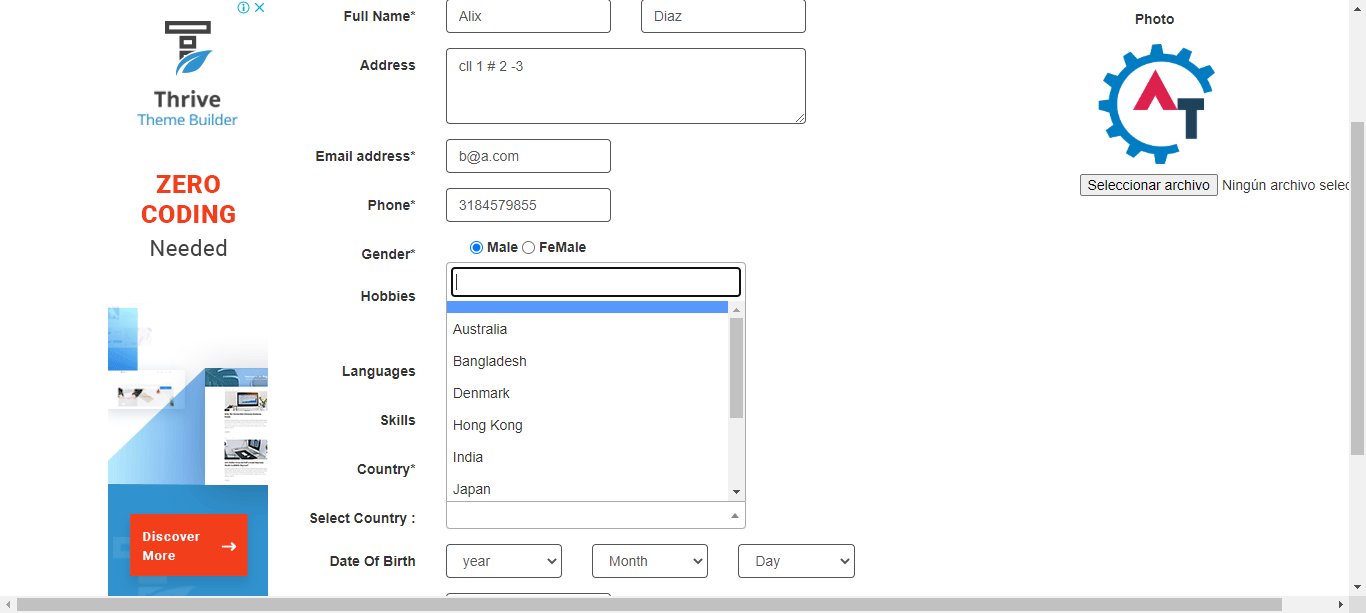 Full Name*
Alix
Diaz
Photo
Address
cll 1 # 2 -3
Thrive
Theme Builder
AT
Email address*
b@a.com
ZERO
CODING
Needed
Seleccionar archivo Ningún archivo selec
Phone*
3184579855
Gender*
Male FeMale
Hobbies
Australia
Bangladesh
Languages
Denmark
Skills
Hong Kong
India
Country*
Japan
Select Country :
Discover
More
Date Of Birth
year
Month
Day